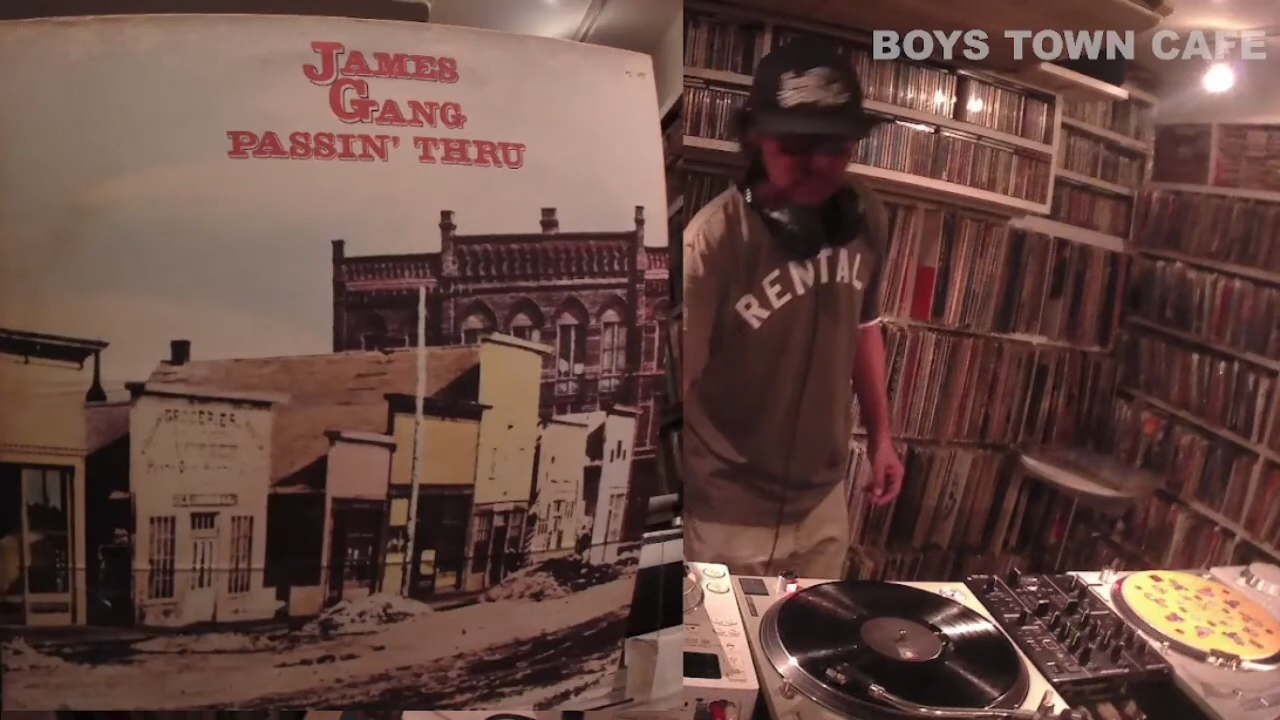 JAMES
GANG
PASSIN' THRU
GROCERIES
BOYS TOWN CAFE
RENTAL